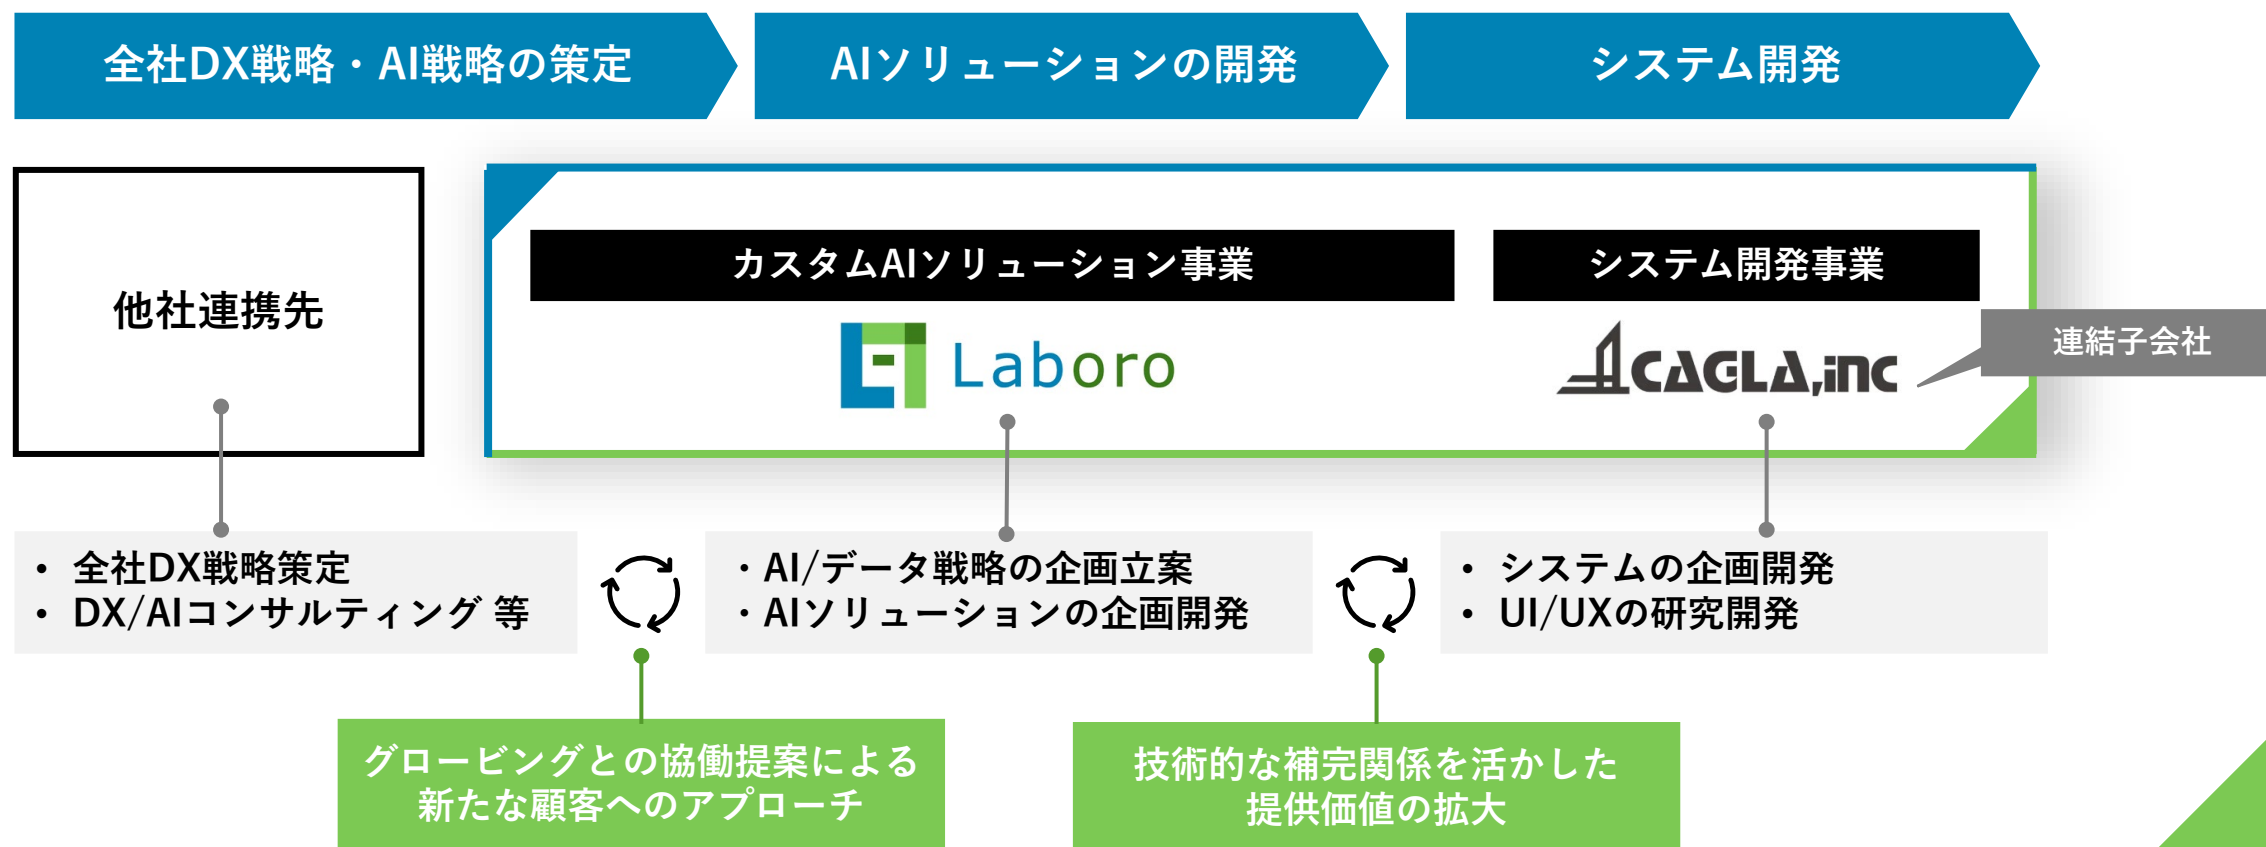 全社DX戦略・AI戦略の策定
AIソリューションの開発
システム開発
他社連携先
カスタムAIソリューション事業
システム開発事業
Laboro
CAGLA,inc
連結子会社
• 全社DX戦略策定
• DX/AIコンサルティング 等
・AI/データ戦略の企画立案
・AIソリューションの企画開発
• システムの企画開発
• UI/UXの研究開発
グロービングとの協働提案による
新たな顧客へのアプローチ
技術的な補完関係を活かした
提供価値の拡大